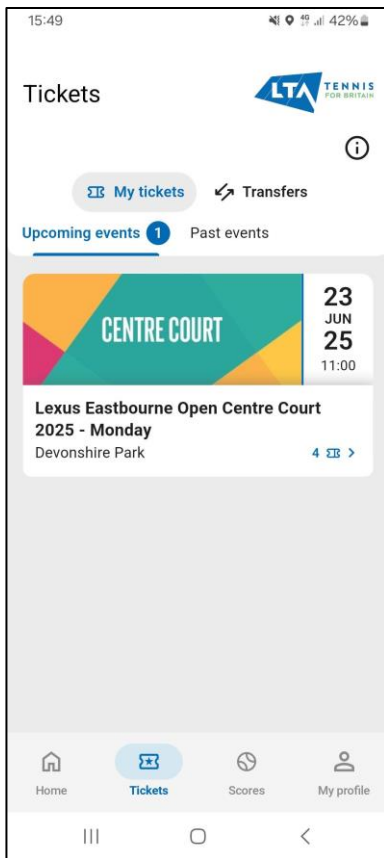 15:49
4G 42%
Tickets
LTA TENNIS
FOR BRITAIN
My tickets Transfers
Upcoming events 1 Past events
CENTRE COURT
23
JUN
25
11:00
Lexus Eastbourne Open Centre Court
2025 - Monday
Devonshire Park 4
Home Tickets Scores My profile